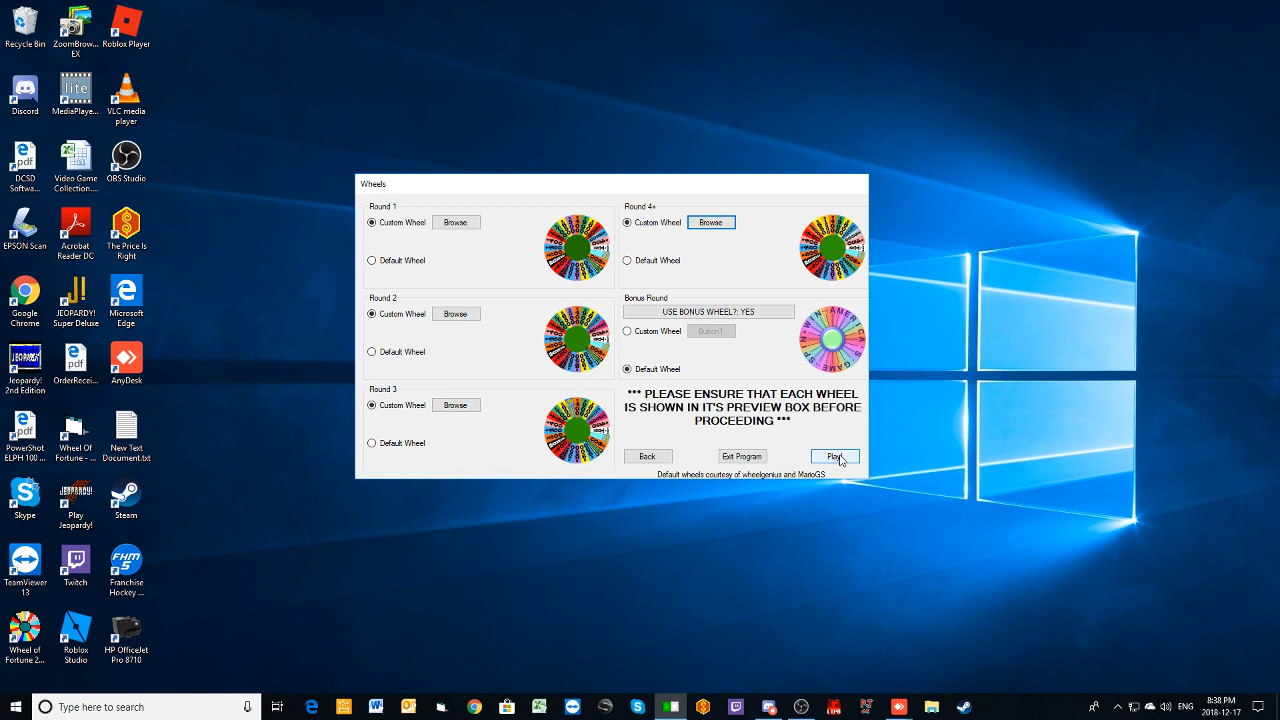 Recycle Bin
ZoomBrow...
EX
Roblox Player
Discord
MediaPlaye...
VLC media
player
DCSD
Softwa...
Video Game
Collection....
OBS Studio
EPSON Scan
Acrobat
Reader DC
The Price Is
Right
Google
Chrome
JEOPARDY!
Super Deluxe
Microsoft
Edge
Jeopardy!
2nd Edition
OrderRecei...
AnyDesk
PowerShot
ELPH 100 ...
Wheel Of
Fortune - ...
New Text
Document.txt
Skype
Play
Jeopardy!
Steam
TeamViewer
13
Twitch
Franchise
Hockey ...
Wheel of
Fortune 2...
Roblox
Studio
HP OfficeJet
Pro 8710
Wheels
Round 1
Custom Wheel
Browse
Default Wheel
Round 2
Custom Wheel
Browse
Default Wheel
Round 3
Custom Wheel
Browse
Default Wheel
Round 4+
Custom Wheel
Browse
Default Wheel
Bonus Round
USE BONUS WHEEL?: YES
Custom Wheel
Button1
Default Wheel
*** PLEASE ENSURE THAT EACH WHEEL
IS SHOWN IN IT'S PREVIEW BOX BEFORE
PROCEEDING ***
Back
Exit Program
Play!
Default wheels courtesy of wheelgenius and MarioGS
Type here to search
ENG
8:38 PM
2018-12-17